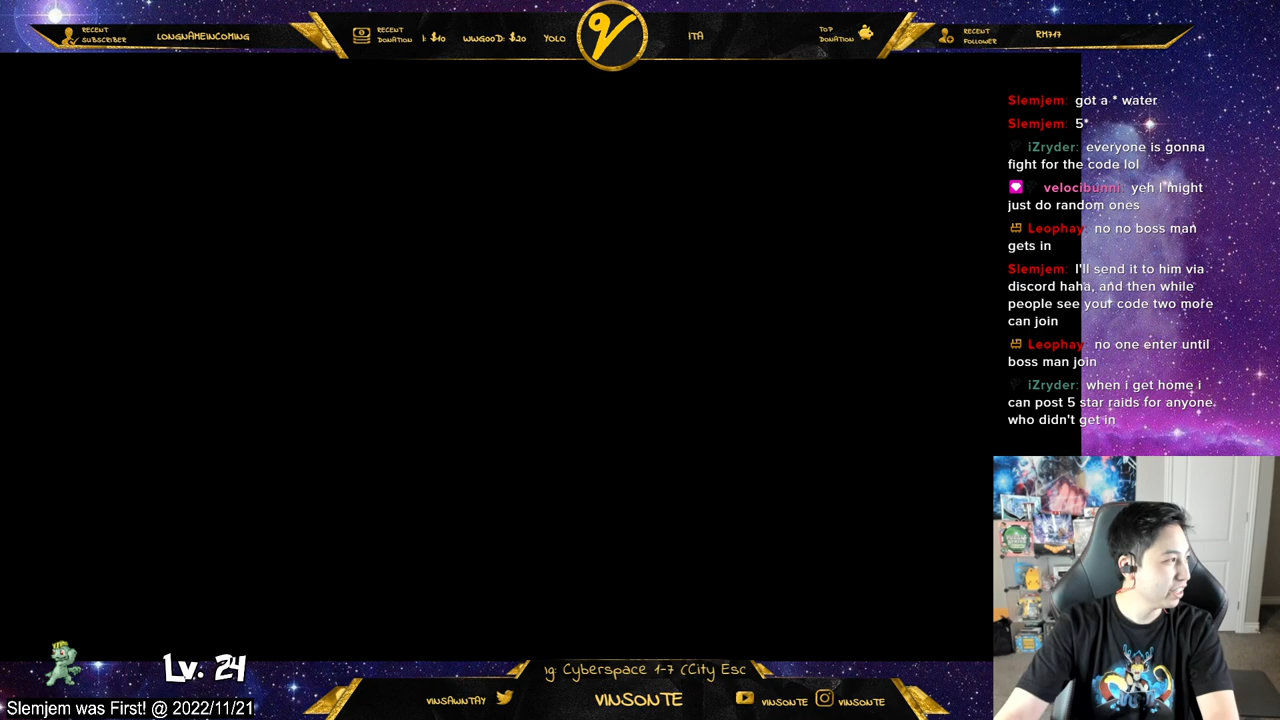 RECENT SUBSCRIBER
LONGNAMEINCOMING
RECENT DONATION
WWGOOD: $20
YOLO
V
ITA
TOP DONATION
RECENT FOLLOWER
RM717
Slemjem: got a * water
Slemjem: 5*
iZryder: everyone is gonna
fight for the code lol
velocibunni: yeh I might
just do random ones
Leophay: no no boss man
gets in
Slemjem: I'll send it to him via
discord haha, and then while
people see your code two more
can join
Leophay: no one enter until
boss man join
iZryder: when i get home i
can post 5 star raids for anyone
who didn't get in
Lv. 24
Slemjem was First! @ 2022/11/21
ng: Cyberspace 1-7 (City Esc
VINSAWNTAY
VINSONTE
VINSONTE
VINSONTE